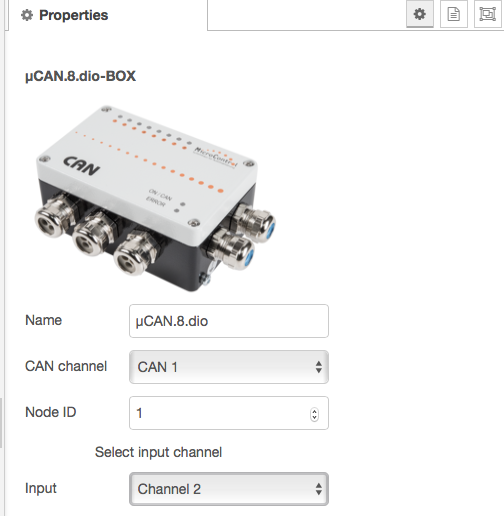 Properties
µCAN.8.dio-BOX
MicroControl
CAN
ON / CAN
ERROR
Name
µCAN.8.dio
CAN channel
CAN 1
Node ID
1
Select input channel
Input
Channel 2